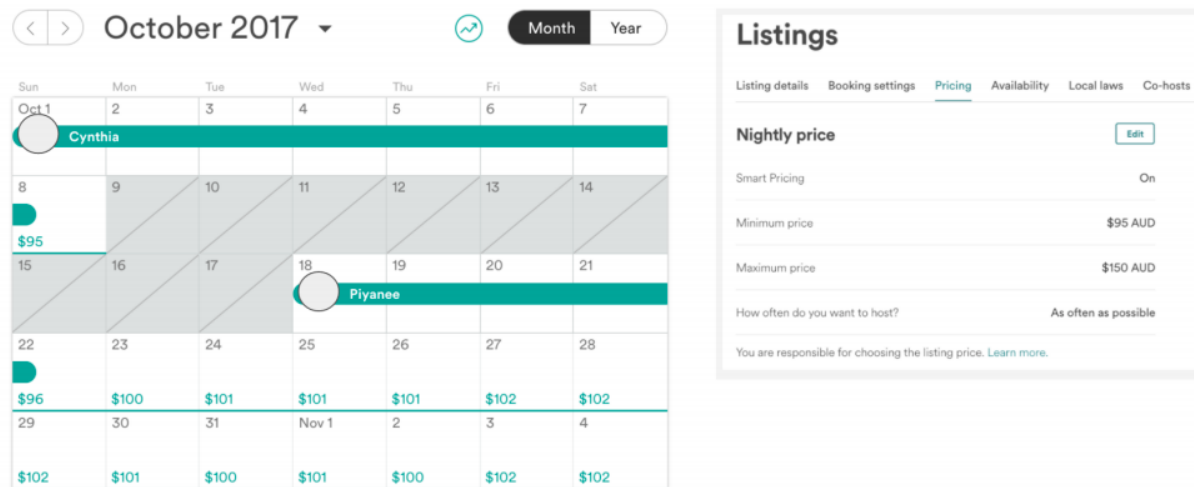 October 2017
Month Year
Sun Mon Tue Wed Thu Fri Sat
Oct 1 2 3 4 5 6 7
Cynthia
8 9 10 11 12 13 14
$95
15 16 17 18 19 20 21
Piyanee
22 23 24 25 26 27 28
$96 $100 $101 $101 $101 $102 $102
29 30 31 Nov 1 2 3 4
$102 $101 $100 $101 $100 $102 $102
Listings
Listing details Booking settings Pricing Availability Local laws Co-hosts
Nightly price Edit
Smart Pricing On
Minimum price $95 AUD
Maximum price $150 AUD
How often do you want to host? As often as possible
You are responsible for choosing the listing price. Learn more.